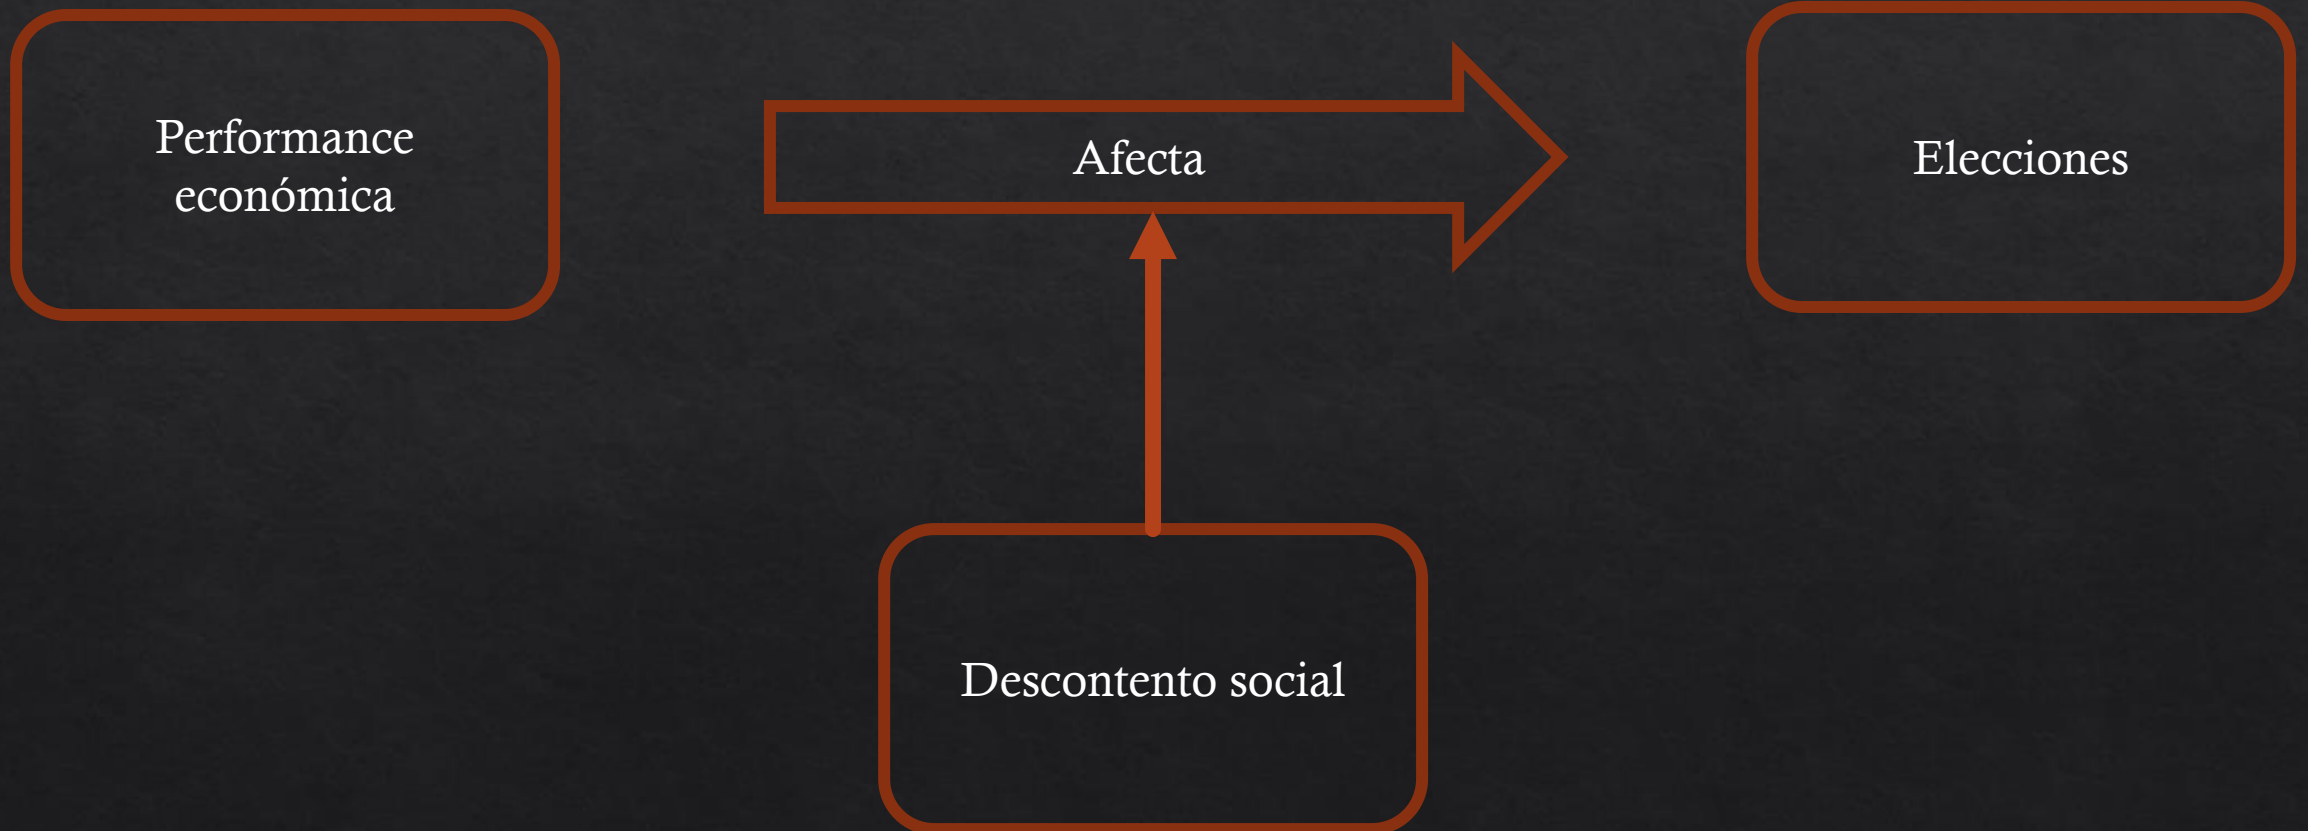 Performance
económica
Afecta
Elecciones
Descontento social